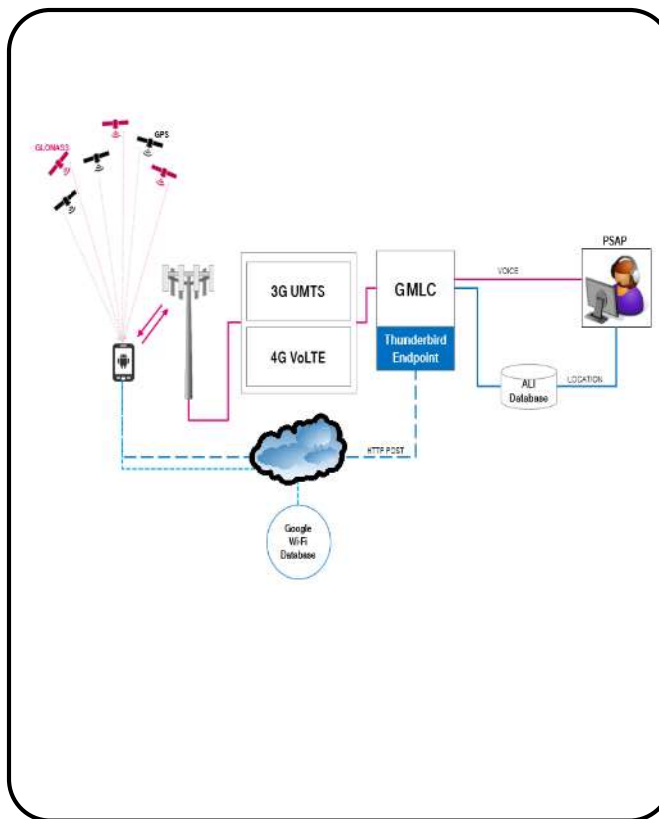 GPS
GLONASS
PSAP
VOICE
3G UMTS
GMLC
4G VoLTE
Thunderbird
Endpoint
ALI
Database
LOCATION
HTTP POST
Google
Wi-Fi
Database